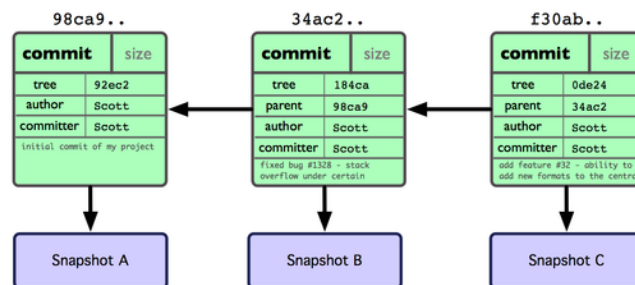 98ca9..
commit size
tree 92ec2
author Scott
committer Scott
initial commit of my project
Snapshot A
34ac2..
commit size
tree 184ca
parent 98ca9
author Scott
committer Scott
fixed bug #1328 - stack
overflow under certain
Snapshot B
f30ab..
commit size
tree 0de24
parent 34ac2
author Scott
committer Scott
add feature #32 - ability to
add new formats to the centra
Snapshot C